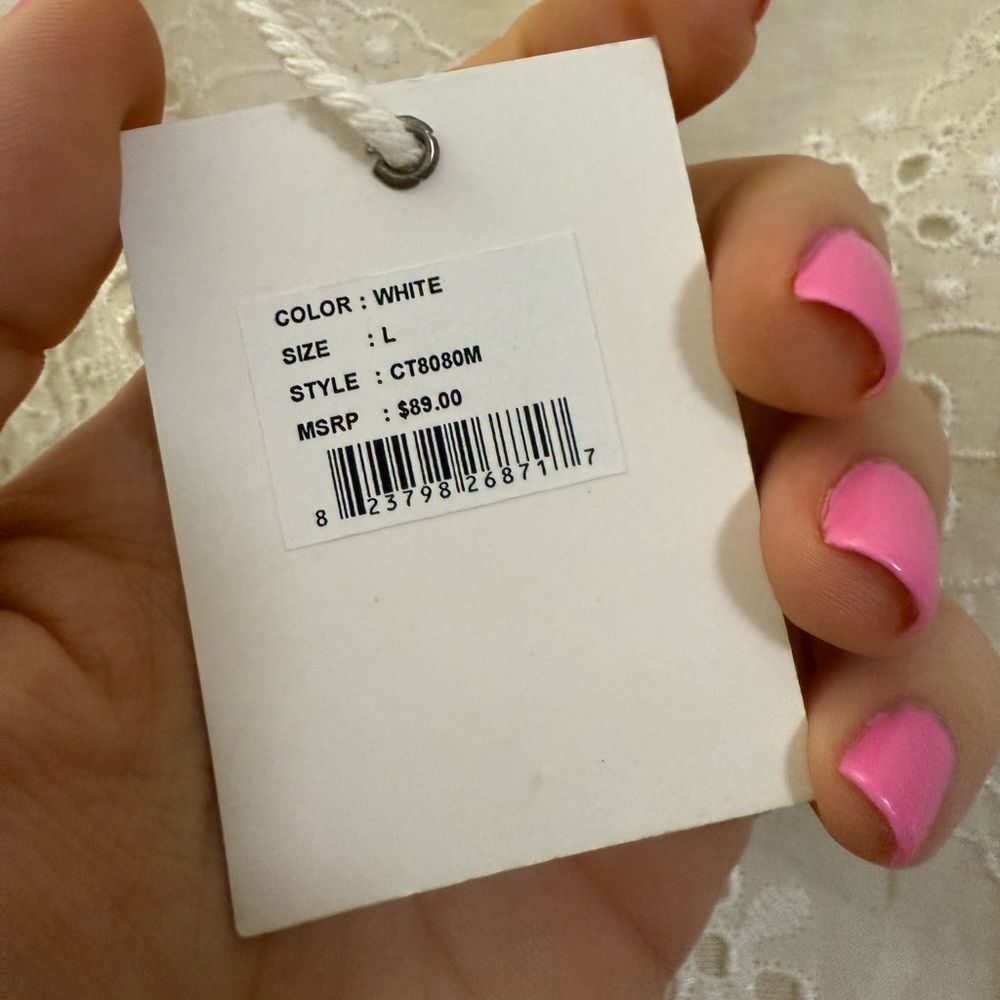 COLOR : WHITE
SIZE : L
STYLE : CT8080M
MSRP : $89.00
8 23798 26871 7